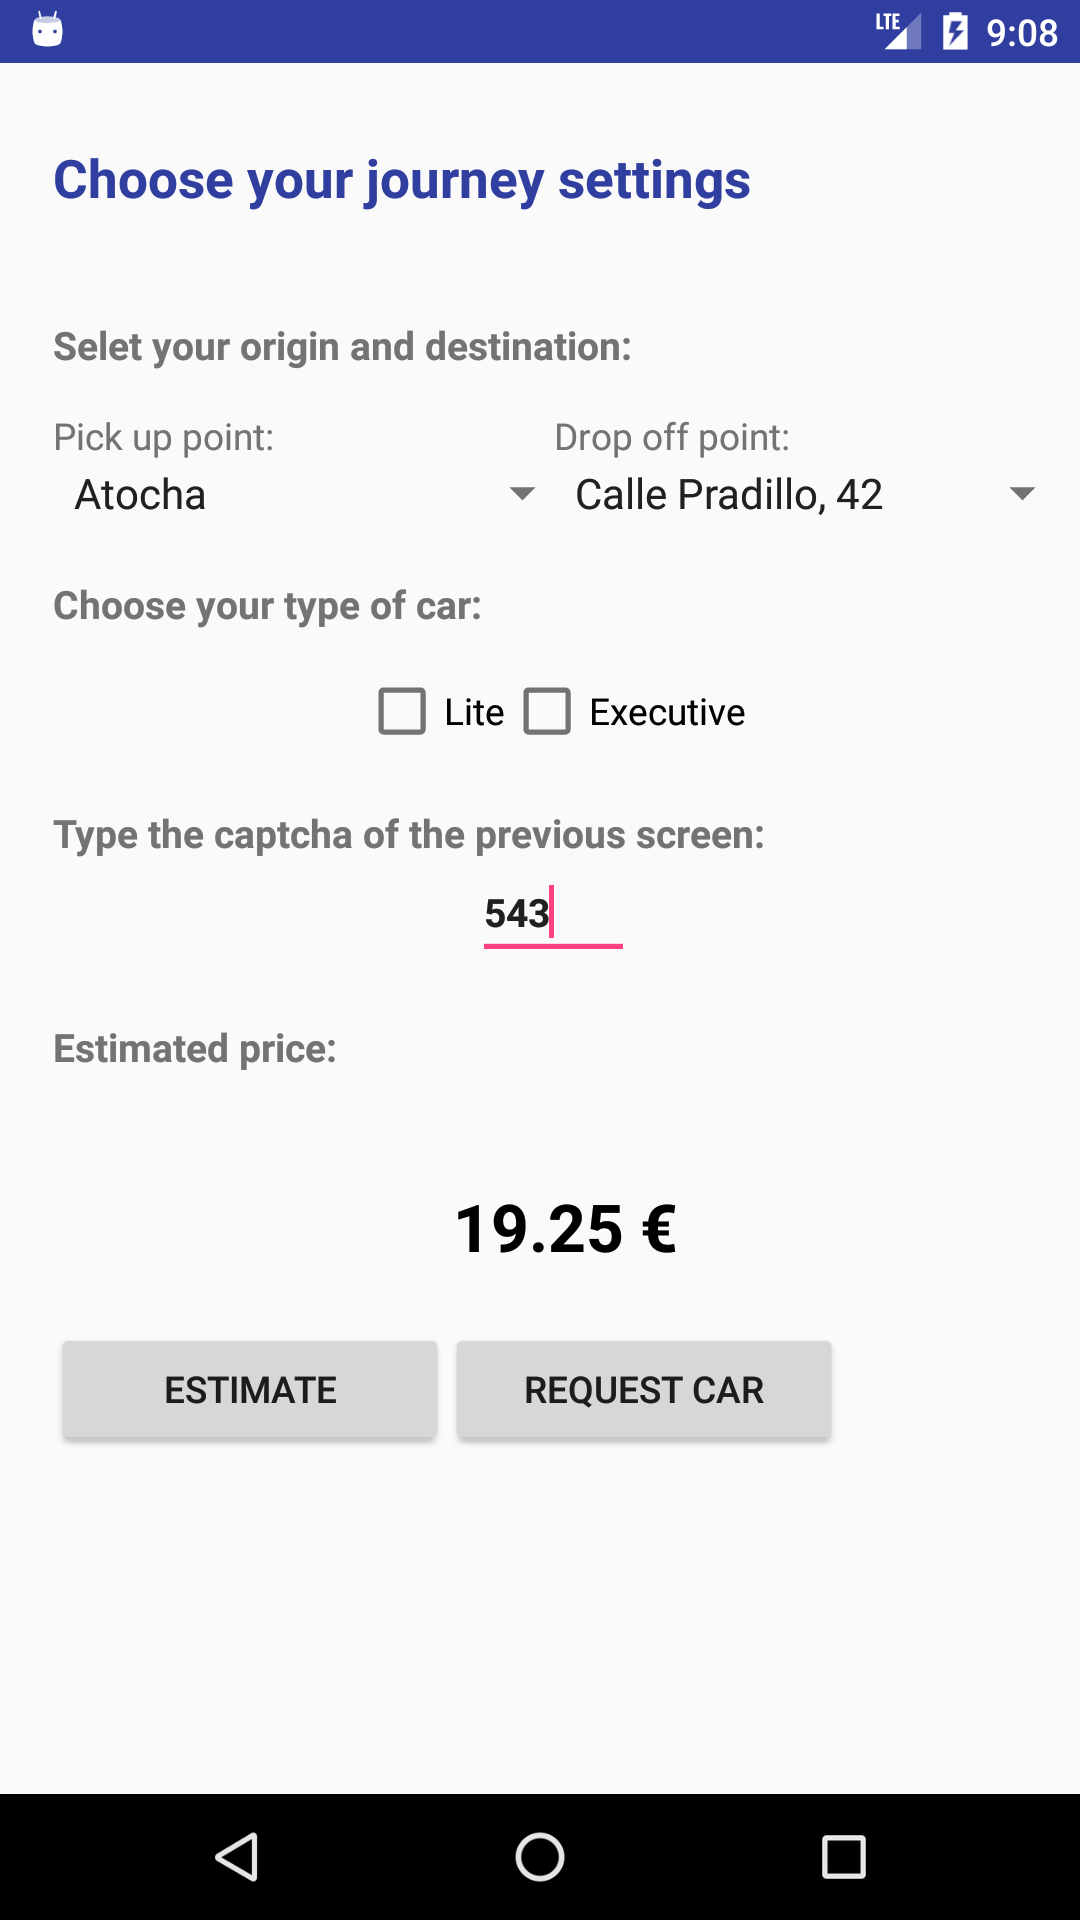 LTE 9:08
Choose your journey settings
Selet your origin and destination:
Pick up point: Drop off point:
Atocha Calle Pradillo, 42
Choose your type of car:
Lite Executive
Type the captcha of the previous screen:
543
Estimated price:
19.25 €
ESTIMATE REQUEST CAR